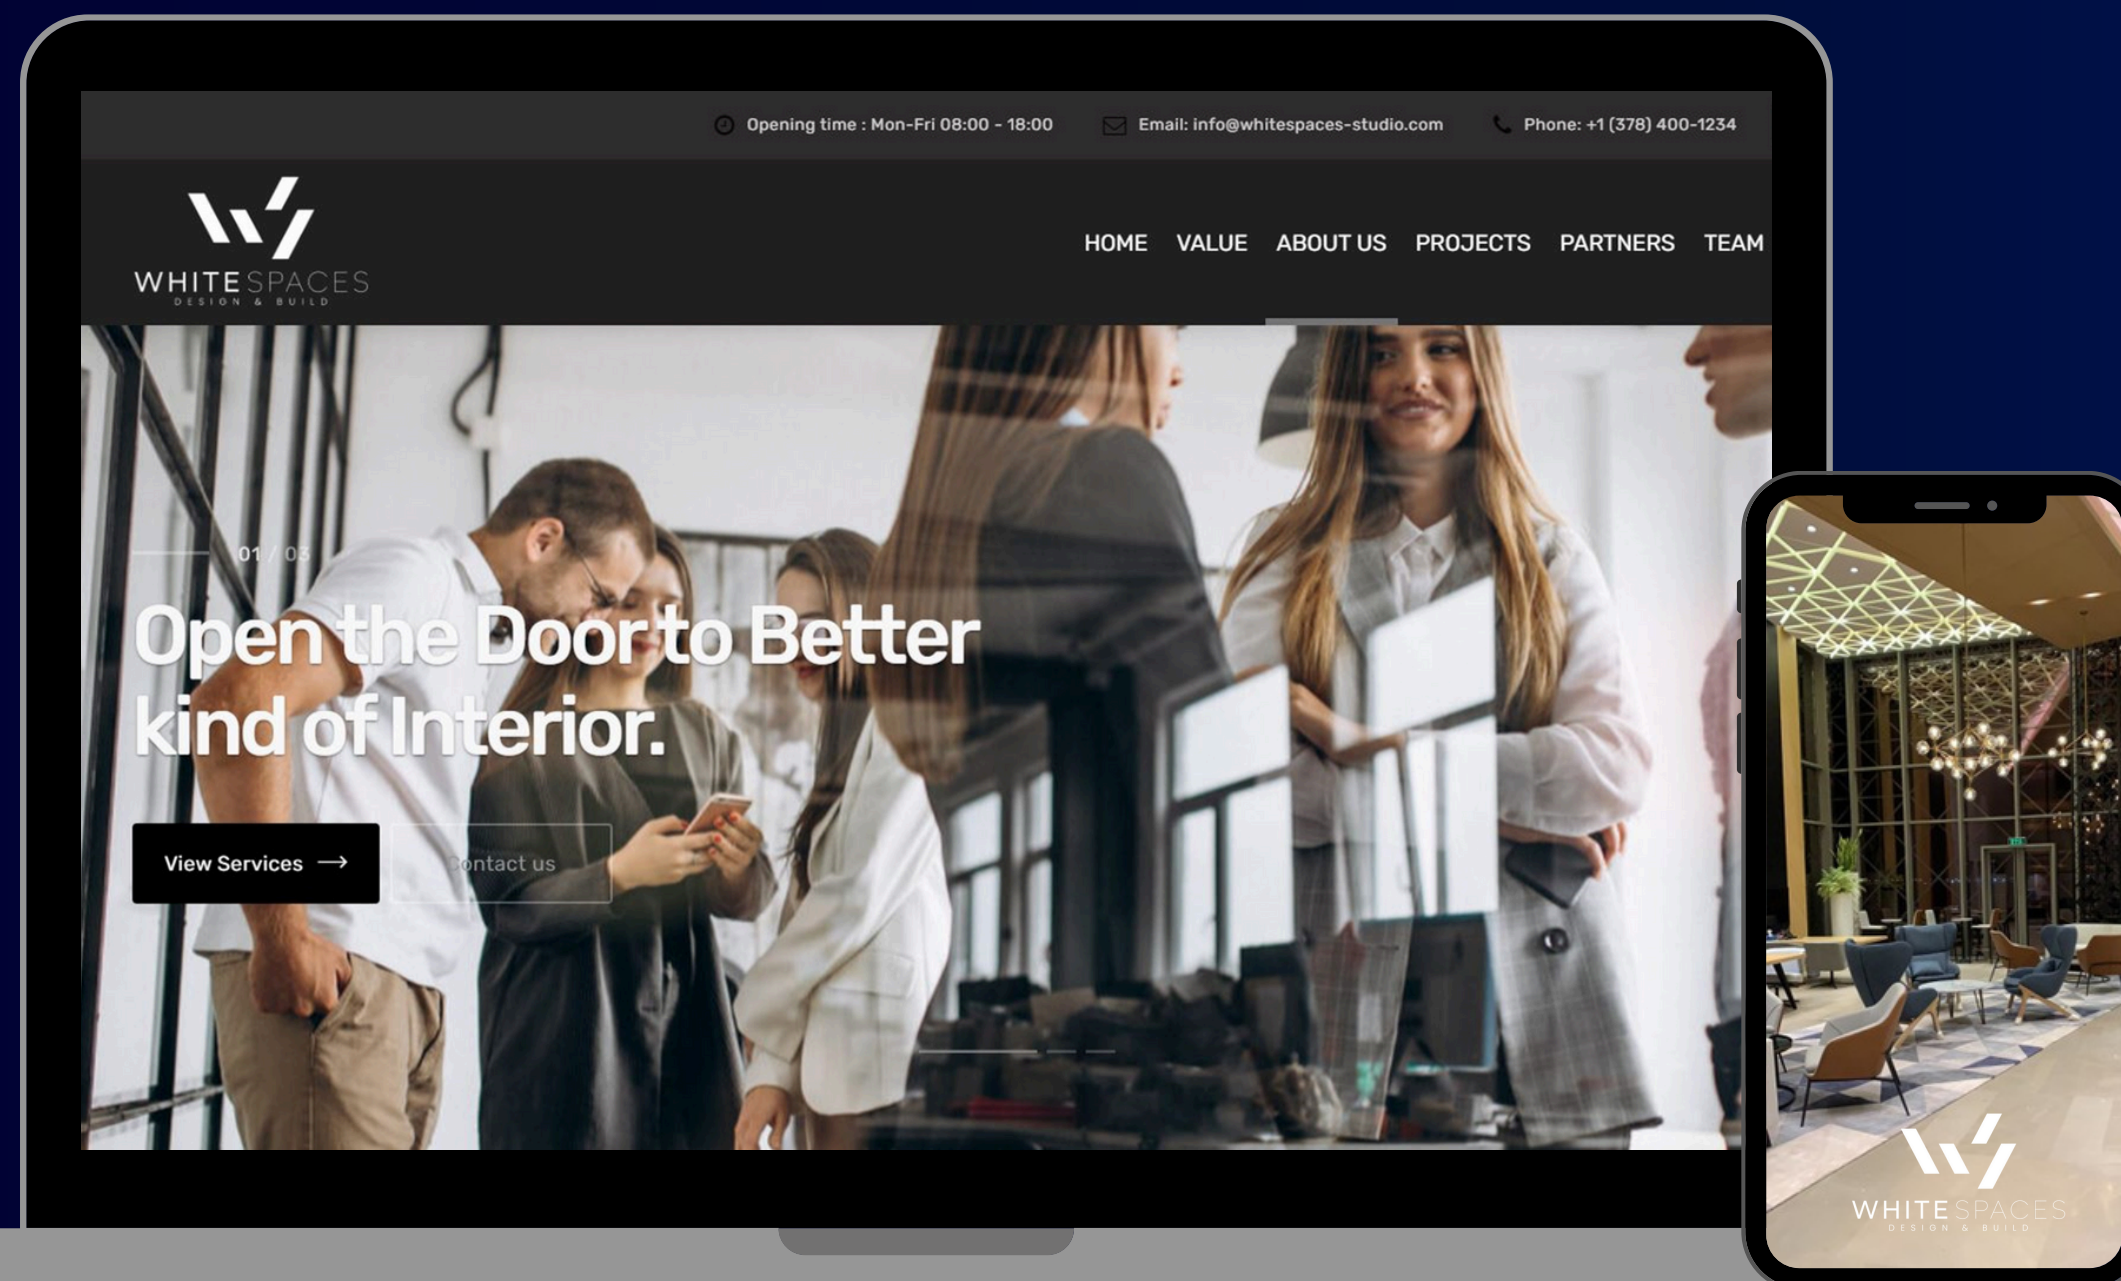 Opening time : Mon-Fri 08:00 - 18:00
Email: info@whitespaces-studio.com
Phone: +1 (378) 400-1234
WHITESPACES
DESIGN & BUILD
HOME VALUE ABOUT US PROJECTS PARTNERS TEAM
01 / 03
Open the Door to Better
kind of Interior.
View Services
Contact us
WHITESPACES
DESIGN & BUILD